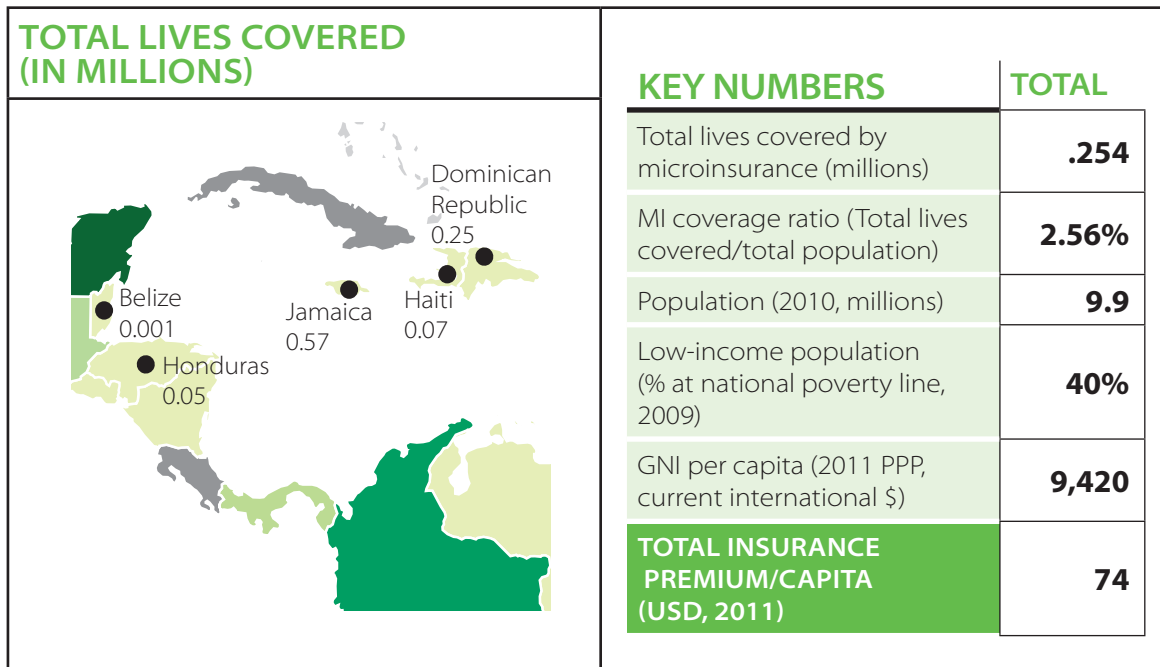 TOTAL LIVES COVERED
(IN MILLIONS)
Dominican
Republic
0.25
Belize
0.001
Jamaica
0.57
Haiti
0.07
Honduras
0.05
KEY NUMBERS TOTAL
Total lives covered by
microinsurance (millions)
.254
MI coverage ratio (Total lives
covered/total population)
2.56%
Population (2010, millions)
9.9
Low-income population
(% at national poverty line,
2009)
40%
GNI per capita (2011 PPP,
current international $)
9,420
TOTAL INSURANCE
PREMIUM/CAPITA
(USD, 2011)
74